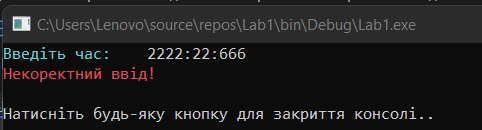 C:\Users\Lenovo\source\repos\Lab1\bin\Debug\Lab1.exe
Введіть час: 2222:22:666
Некоректний ввід!
Натисніть будь-яку кнопку для закриття консолі..